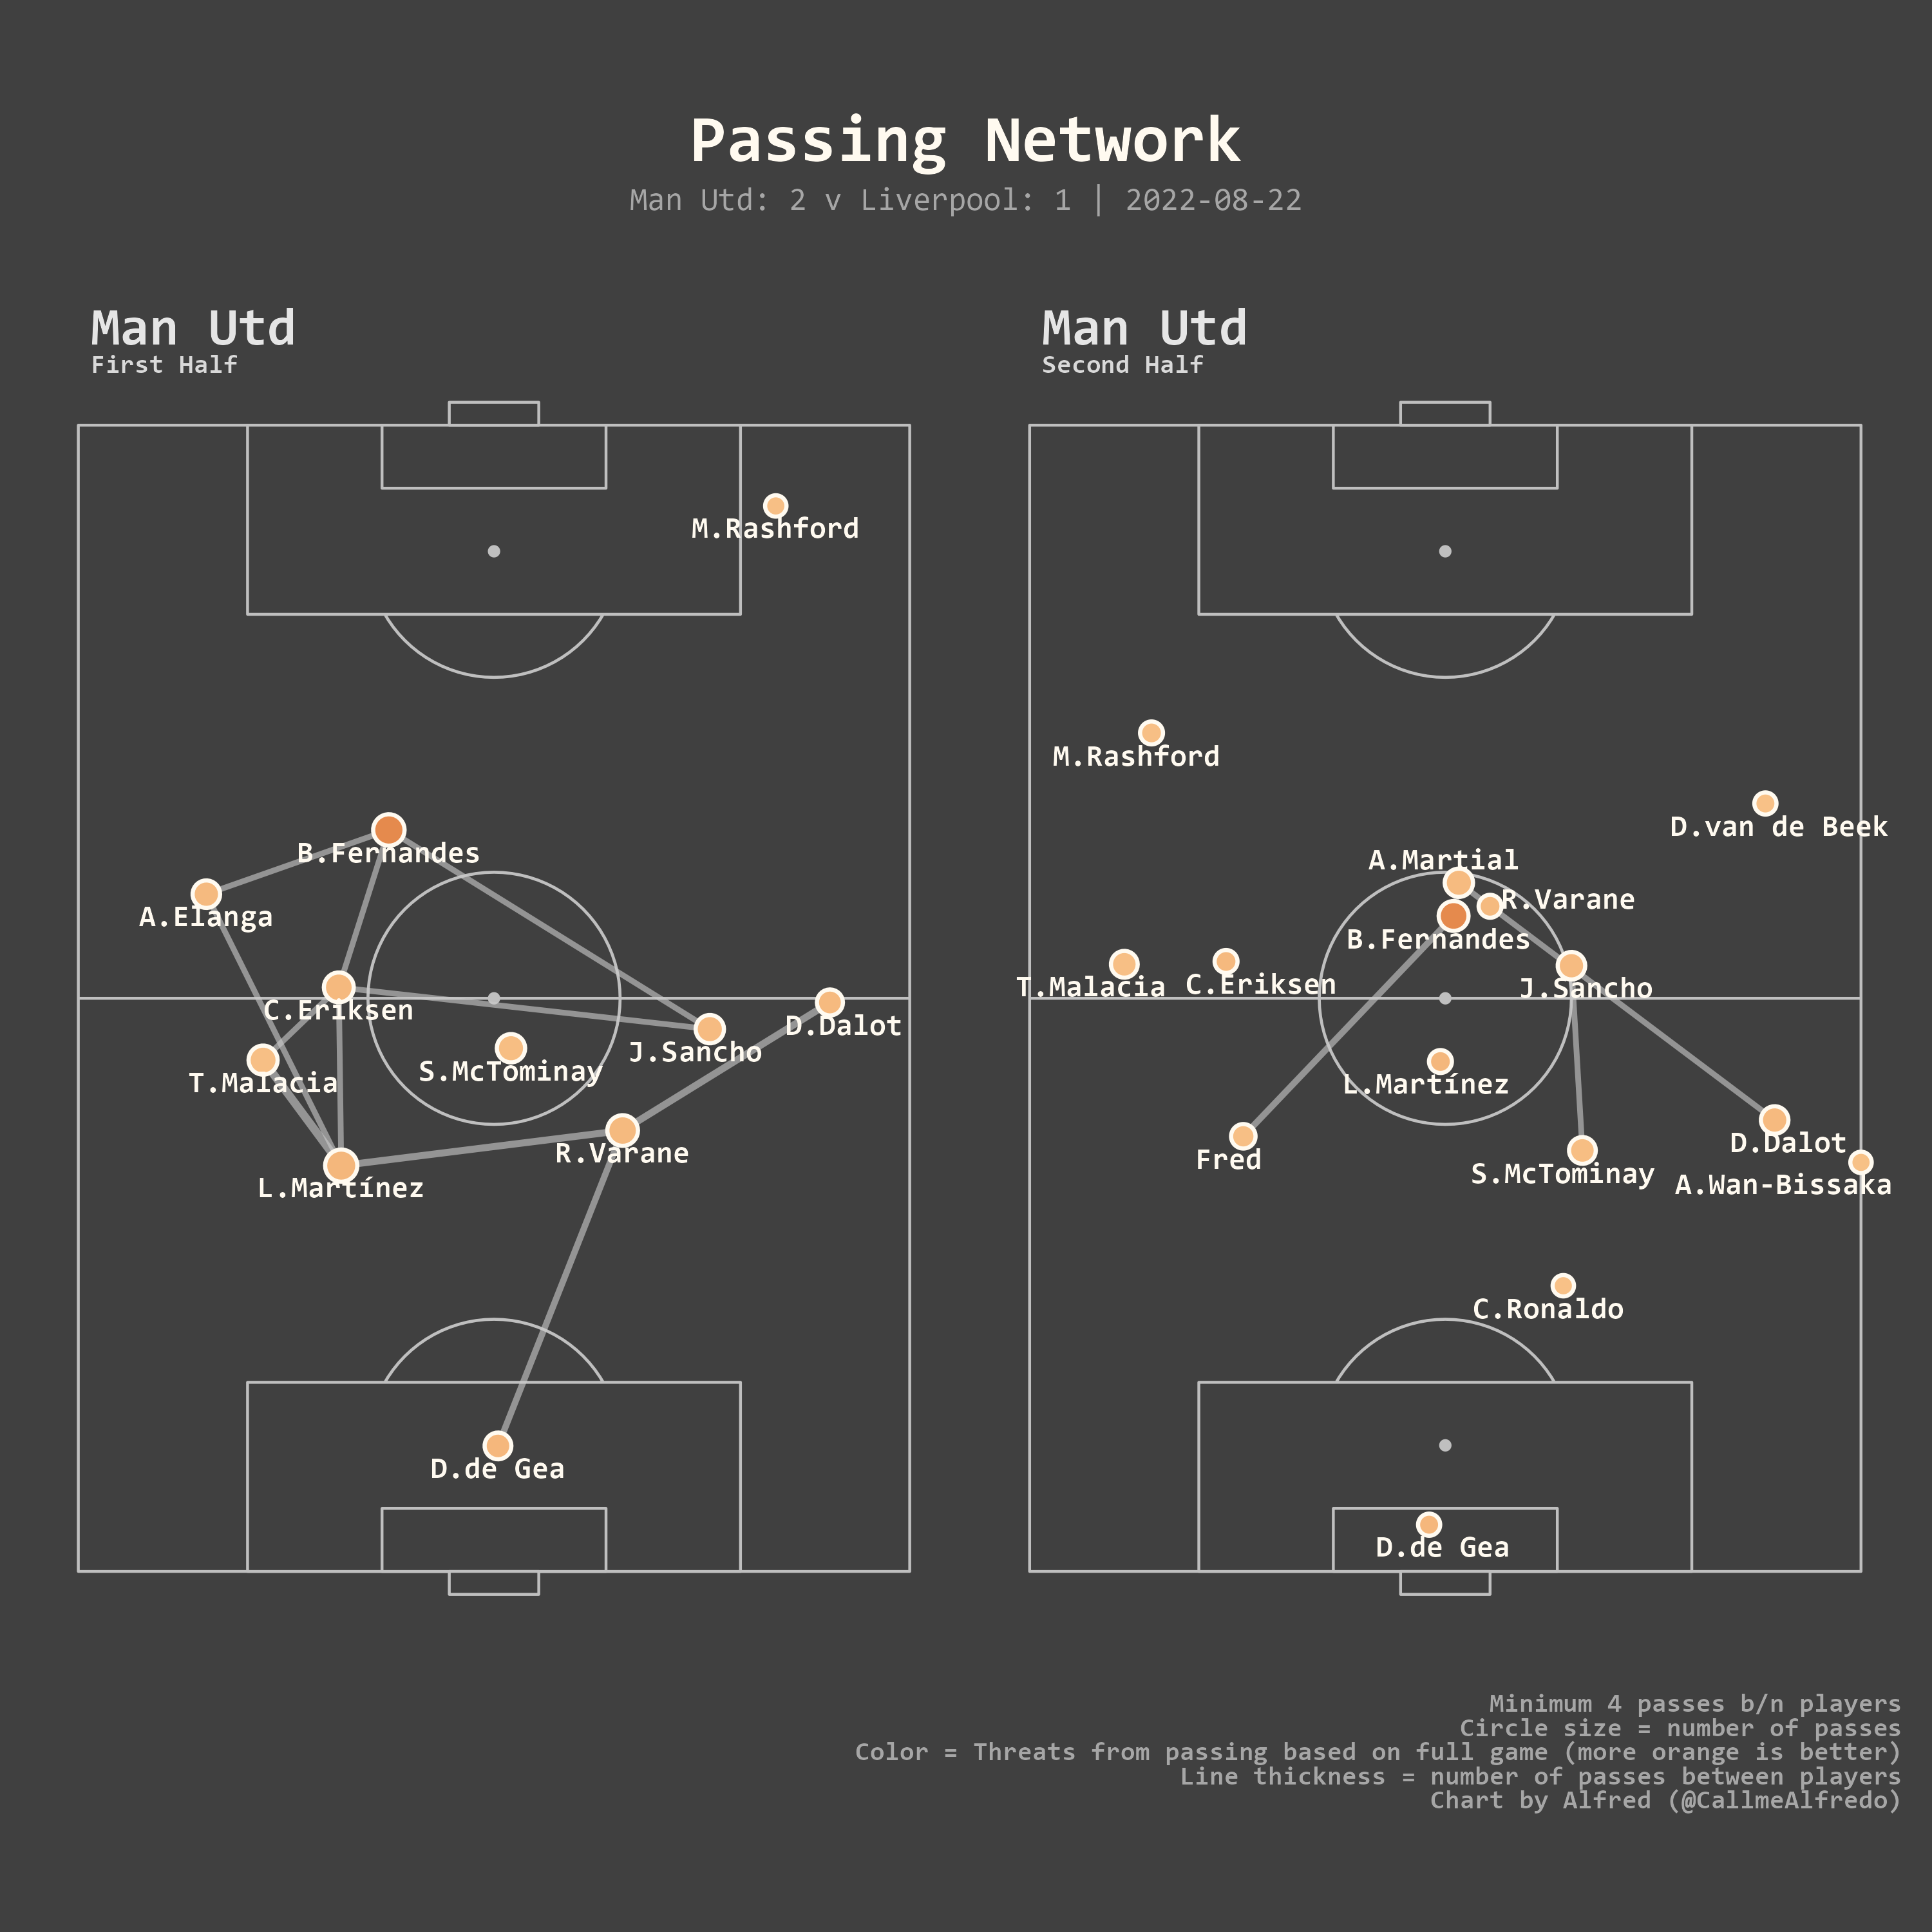 Passing Network
Man Utd: 2 v Liverpool: 1 | 2022-08-22
Man Utd
First Half
M.Rashford
B.Fernandes
A.Elanga
C.Eriksen
D.Dalot
J.Sancho
S.McTominay
T.Malacia
R.Varane
L.Martínez
D.de Gea
Man Utd
Second Half
M.Rashford
D.van de Beek
A.Martial
R.Varane
B.Fernandes
T.Malacia
C.Eriksen
J.Sancho
L.Martínez
Fred
D.Dalot
S.McTominay
A.Wan-Bissaka
C.Ronaldo
D.de Gea
Minimum 4 passes b/n players
Circle size = number of passes
Color = Threats from passing based on full game (more orange is better)
Line thickness = number of passes between players
Chart by Alfred (@CallmeAlfredo)